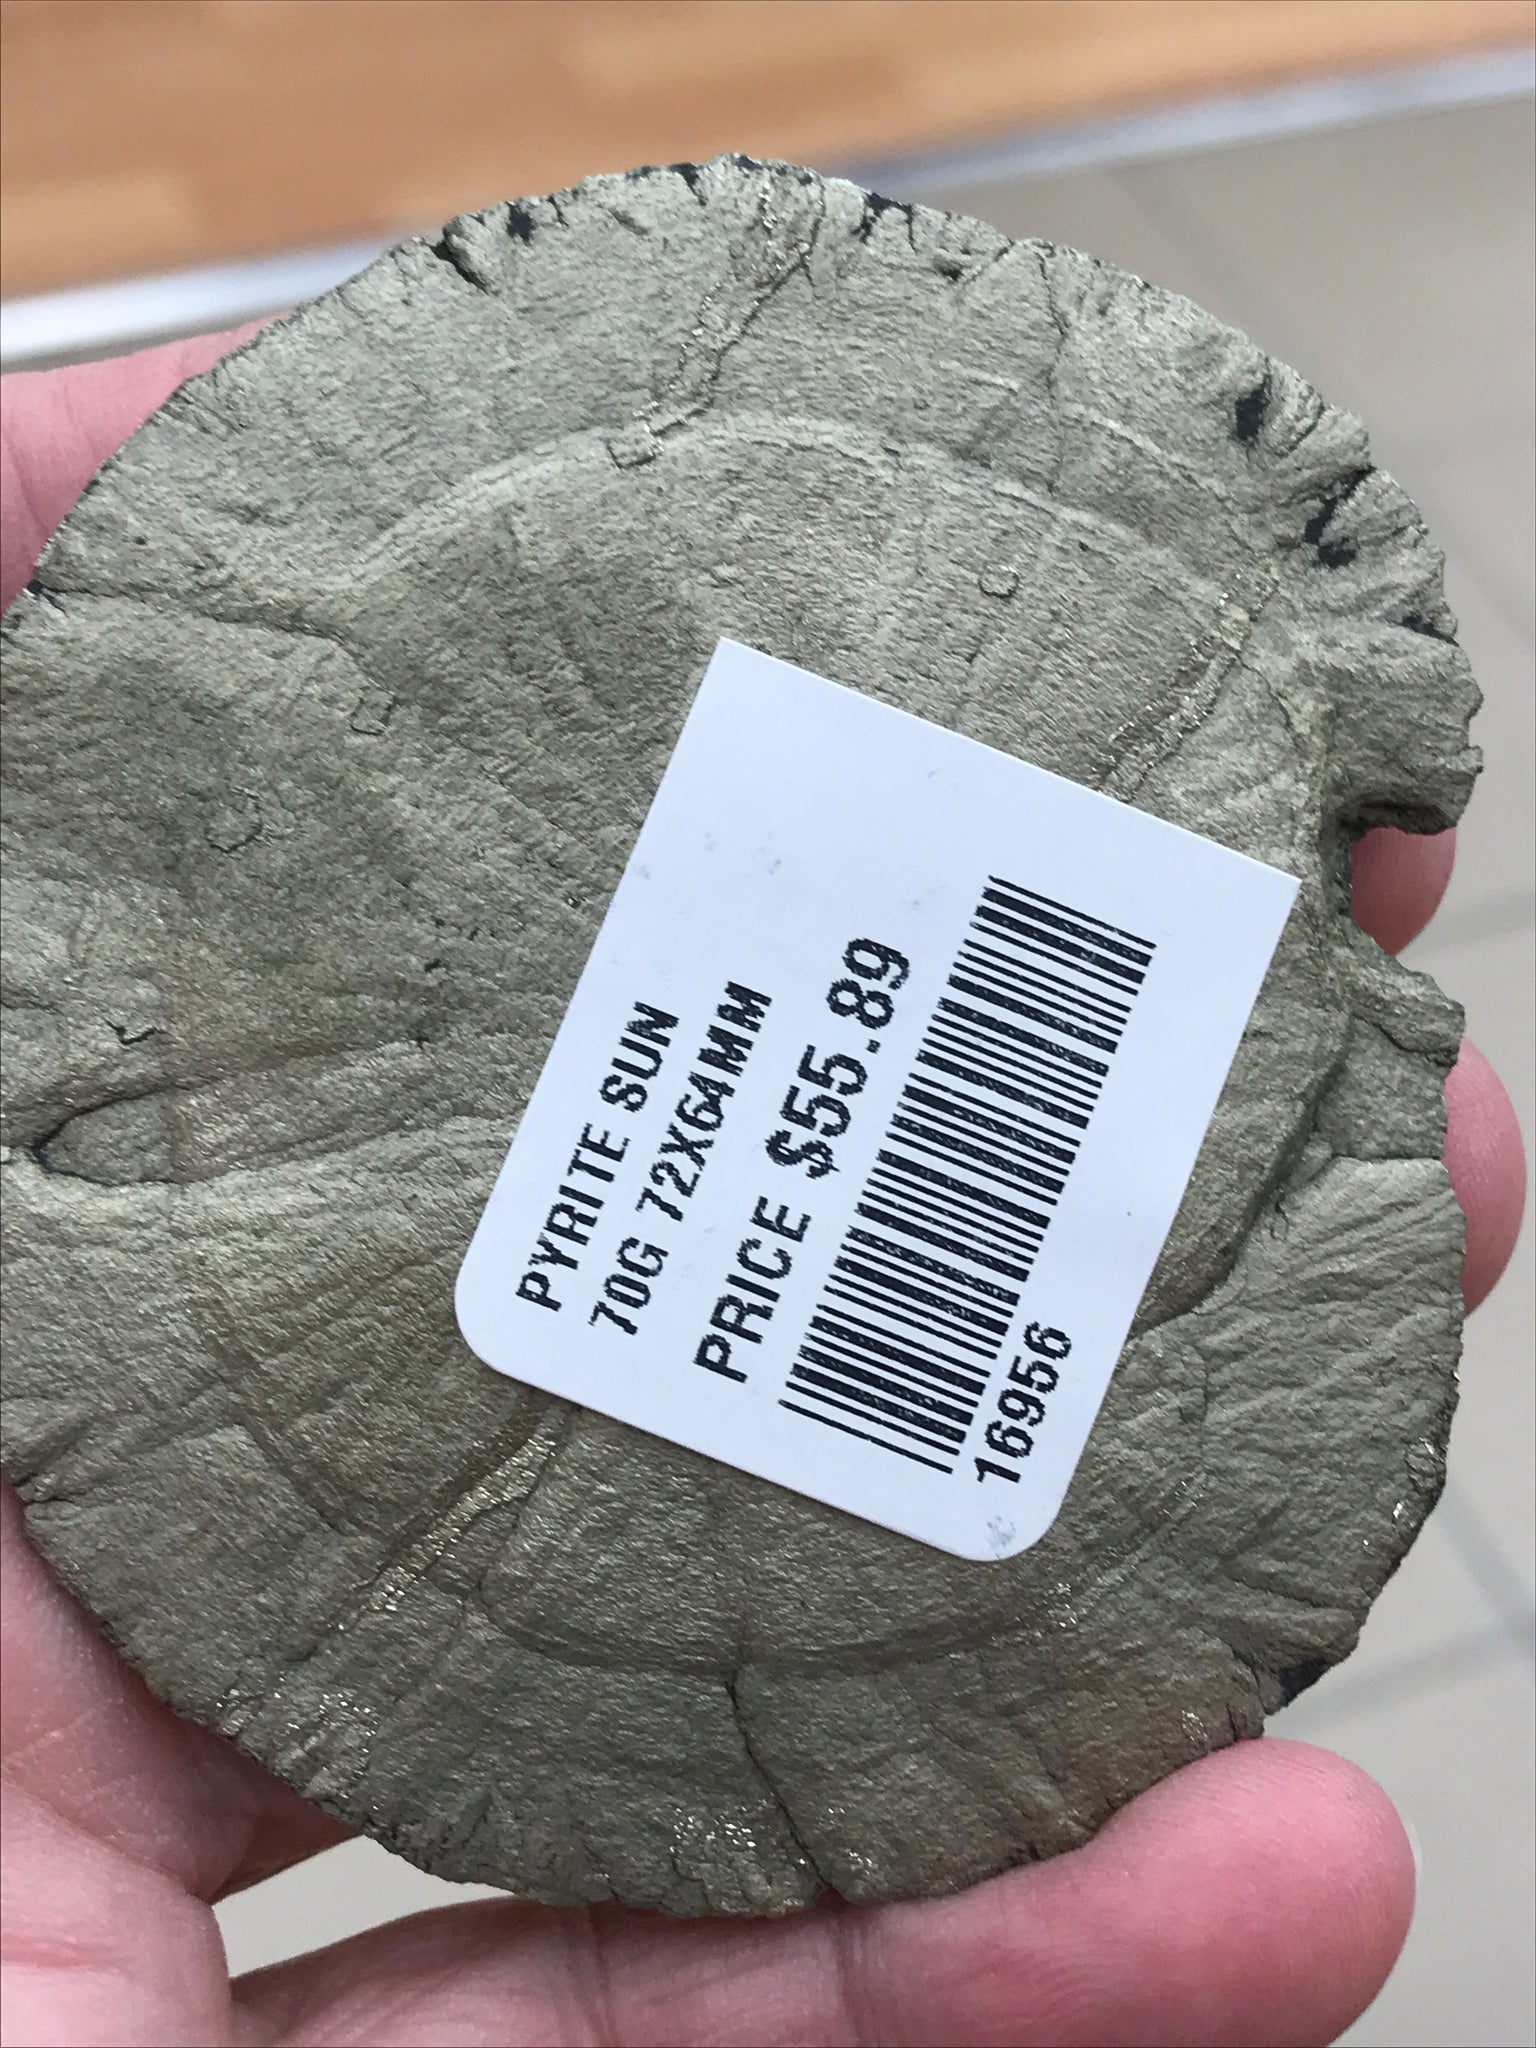 PYRITE SUN
70G 72X64MM
PRICE $55.89
16956